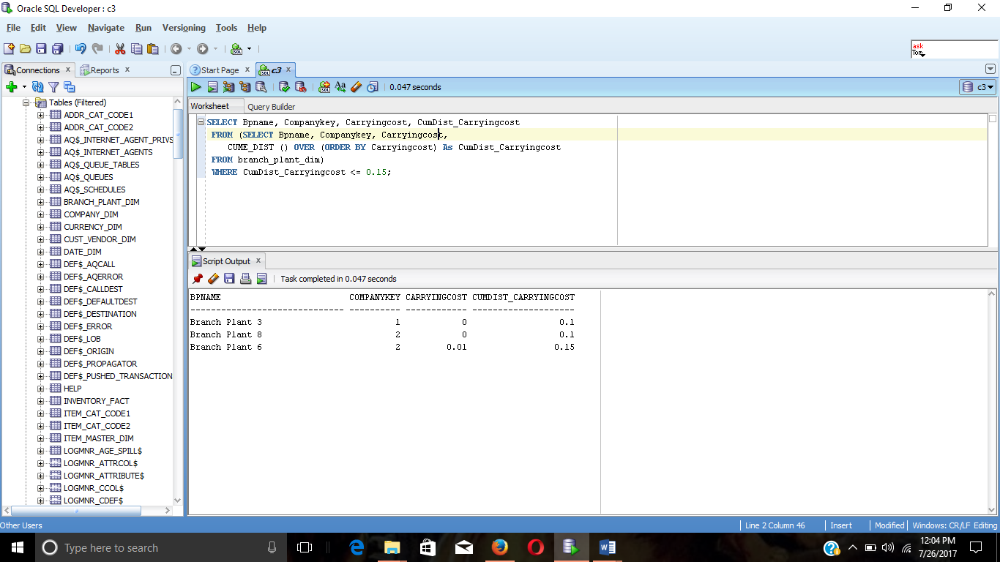 Oracle SQL Developer : c3
File Edit View Navigate Run Versioning Tools Help
ask
Tom
Connections x Reports x
Start Page x c3 x
0.047 seconds
c3
Worksheet Query Builder
Tables (Filtered)
ADDR_CAT_CODE1
ADDR_CAT_CODE2
AQ$_INTERNET_AGENT_PRIVS
AQ$_INTERNET_AGENTS
AQ$_QUEUE_TABLES
AQ$_QUEUES
AQ$_SCHEDULES
BRANCH_PLANT_DIM
COMPANY_DIM
CURRENCY_DIM
CUST_VENDOR_DIM
DATE_DIM
DEF$_AQCALL
DEF$_AQERROR
DEF$_CALLDEST
DEF$_DEFAULTDEST
DEF$_DESTINATION
DEF$_ERROR
DEF$_LOB
DEF$_ORIGIN
DEF$_PROPAGATOR
DEF$_PUSHED_TRANSACTION
HELP
INVENTORY_FACT
ITEM_CAT_CODE1
ITEM_CAT_CODE2
ITEM_MASTER_DIM
LOGMNR_AGE_SPILL$
LOGMNR_ATTRCOL$
LOGMNR_ATTRIBUTE$
LOGMNR_CCOL$
LOGMNR_CDEF$
SELECT Bpname, Companykey, Carryingcost, CumDist_Carryingcost
FROM (SELECT Bpname, Companykey, Carryingcost,
CUME_DIST () OVER (ORDER BY Carryingcost) As CumDist_Carryingcost
FROM branch_plant_dim)
WHERE CumDist_Carryingcost <= 0.15;
Script Output x
Task completed in 0.047 seconds
BPNAME COMPANYKEY CARRYINGCOST CUMDIST_CARRYINGCOST
------------------------------ ---------- ------------ --------------------
Branch Plant 3 1 0 0.1
Branch Plant 8 2 0 0.1
Branch Plant 6 2 0.01 0.15
Other Users
Line 2 Column 46 Insert Modified Windows: CR/LF Editing
Type here to search
12:04 PM
7/26/2017